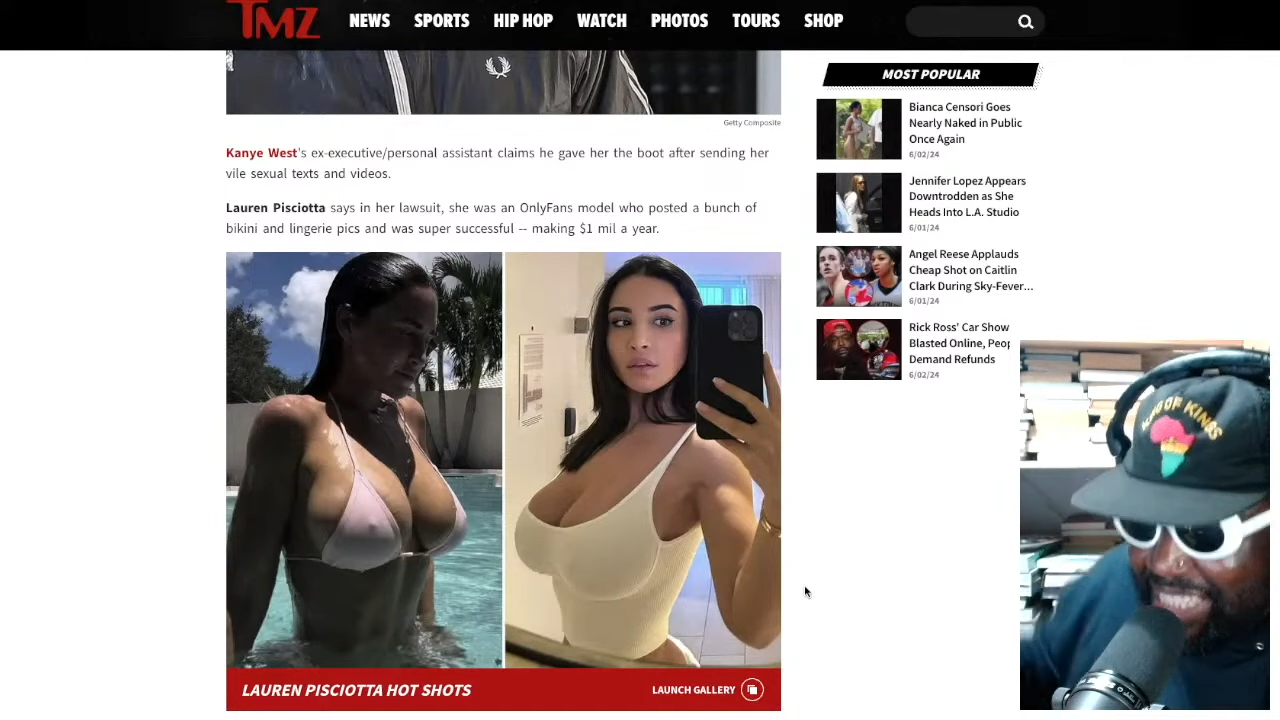 TMZ
NEWS
SPORTS
HIP HOP
WATCH
PHOTOS
TOURS
SHOP
Getty Composite
Kanye West's ex-executive/personal assistant claims he gave her the boot after sending her
vile sexual texts and videos.
Lauren Pisciotta says in her lawsuit, she was an OnlyFans model who posted a bunch of
bikini and lingerie pics and was super successful -- making $1 mil a year.
LAUREN PISCIOTTA HOT SHOTS
LAUNCH GALLERY
MOST POPULAR
Bianca Censori Goes
Nearly Naked in Public
Once Again
6/02/24
Jennifer Lopez Appears
Downtrodden as She
Heads Into L.A. Studio
6/01/24
Angel Reese Applauds
Cheap Shot on Caitlin
Clark During Sky-Fever...
6/01/24
Rick Ross' Car Show
Blasted Online, Peop
Demand Refunds
6/02/24
KING OF KINGS